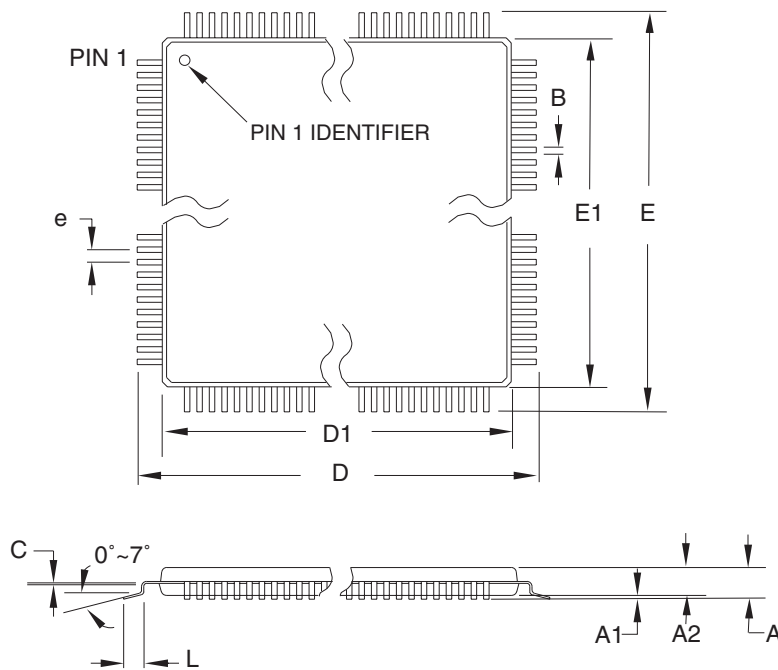 PIN 1
B
PIN 1 IDENTIFIER
E1
E
e
D1
D
C
0°~7°
A1
A2
A
L